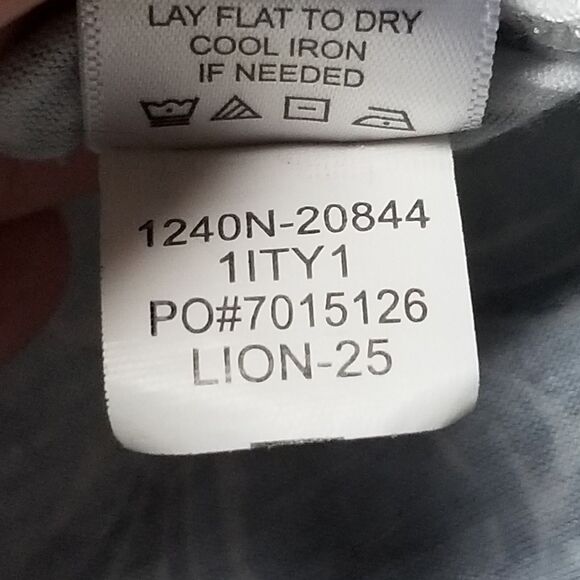 LAY FLAT TO DRY
COOL IRON
IF NEEDED
1240N-20844
1ITY1
PO#7015126
LION-25